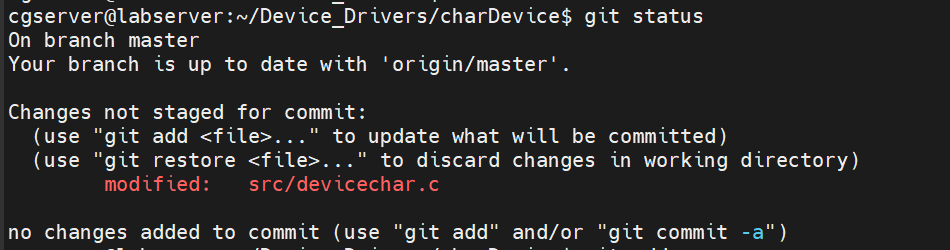 cgserver@labserver:~/Device_Drivers/charDevice$ git status
On branch master
Your branch is up to date with 'origin/master'.

Changes not staged for commit:
  (use "git add <file>..." to update what will be committed)
  (use "git restore <file>..." to discard changes in working directory)
        modified:   src/devicechar.c

no changes added to commit (use "git add" and/or "git commit -a")